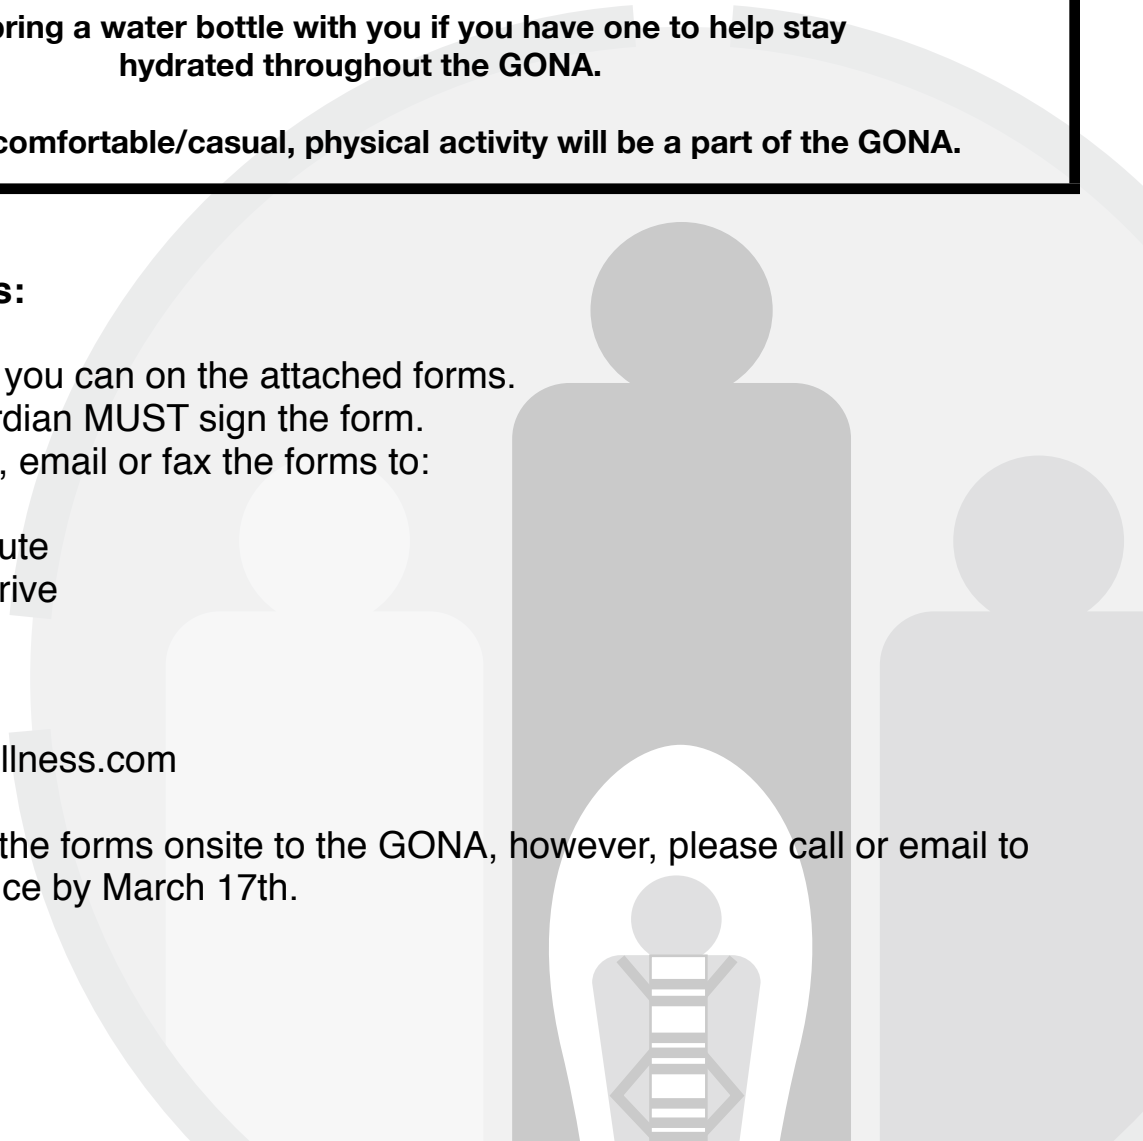 bring a water bottle with you if you have one to help stay
hydrated throughout the GONA.
comfortable/casual, physical activity will be a part of the GONA.
s:
you can on the attached forms.
rdian MUST sign the form.
, email or fax the forms to:
ute
rive
llness.com
the forms onsite to the GONA, however, please call or email to
ce by March 17th.